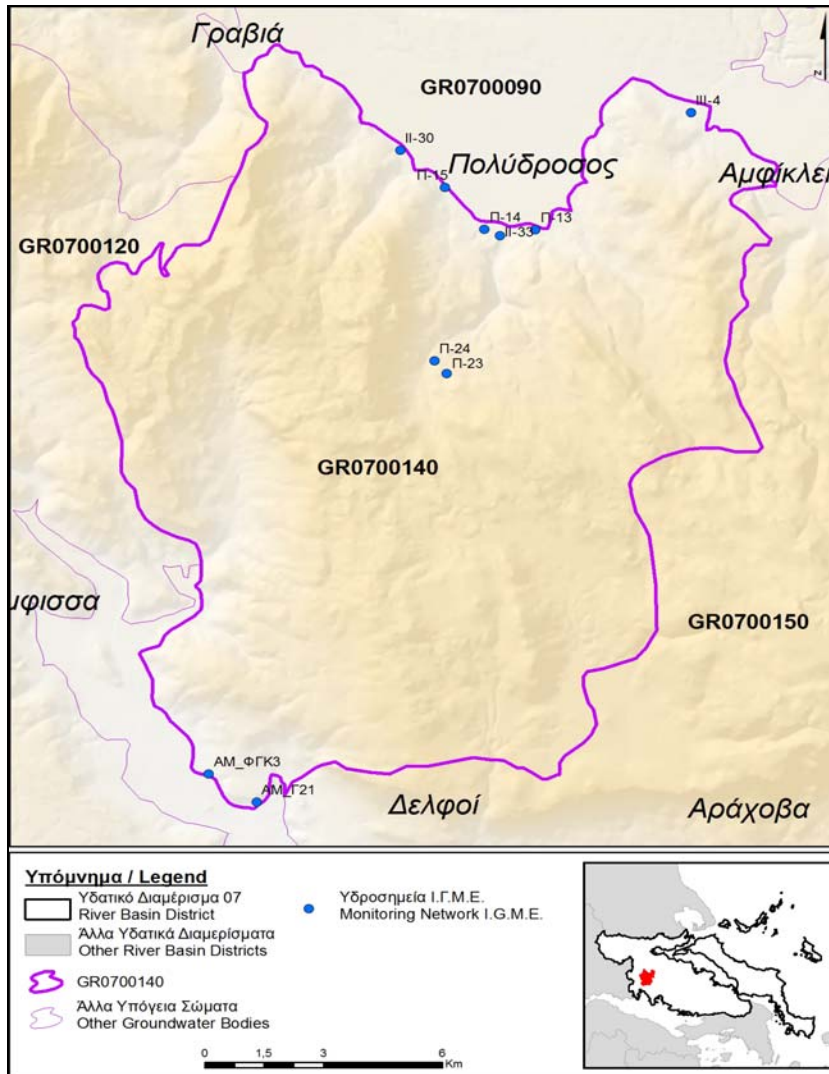 Γραβιά
GR0700090
III-4
II-30
Πολύδροσος
Π-15
Αμφίκλει
Π-14
Π-13
II-33
GR0700120
Π-24
Π-23
GR0700140
μφισσα
GR0700150
ΑΜ_ΦΓΚ3
ΑΜ_Γ21
Δελφοί
Αράχοβα
Υπόμνημα / Legend
Υδατικό Διαμέρισμα 07
River Basin District
Υδροσημεία Ι.Γ.Μ.Ε.
Monitoring Network I.G.M.E.
Άλλα Υδατικά Διαμερίσματα
Other River Basin Districts
GR0700140
Άλλα Υπόγεια Σώματα
Other Groundwater Bodies
0 1,5 3 6
Km